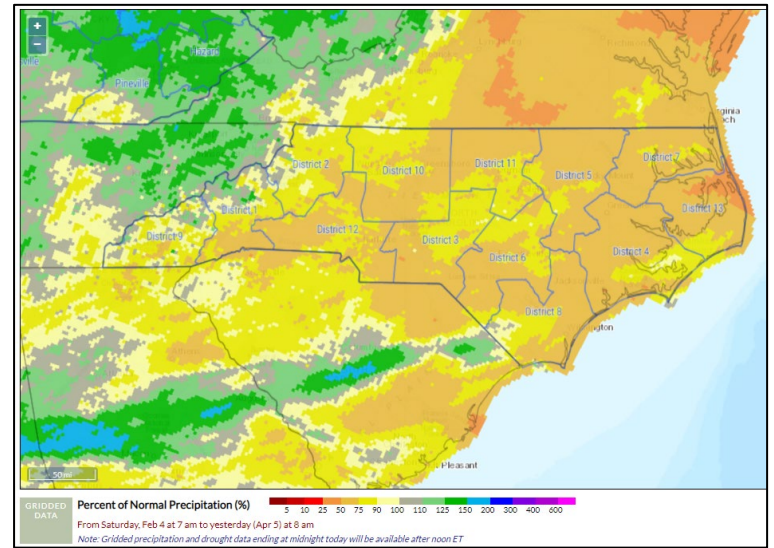 +
−
Hazard
Pineville
District 2
District 10
District 11
District 5
District 7
District 1
District 13
District 9
District 12
District 3
District 6
District 4
District 8
gton
Pleasant
50 mi
GRIDDED
DATA
Percent of Normal Precipitation (%)
5 10 25 50 75 90 100 110 125 150 200 300 400 600
From Saturday, Feb 4 at 7 am to yesterday (Apr 5) at 8 am
Note: Gridded precipitation and drought data ending at midnight today will be available after noon ET